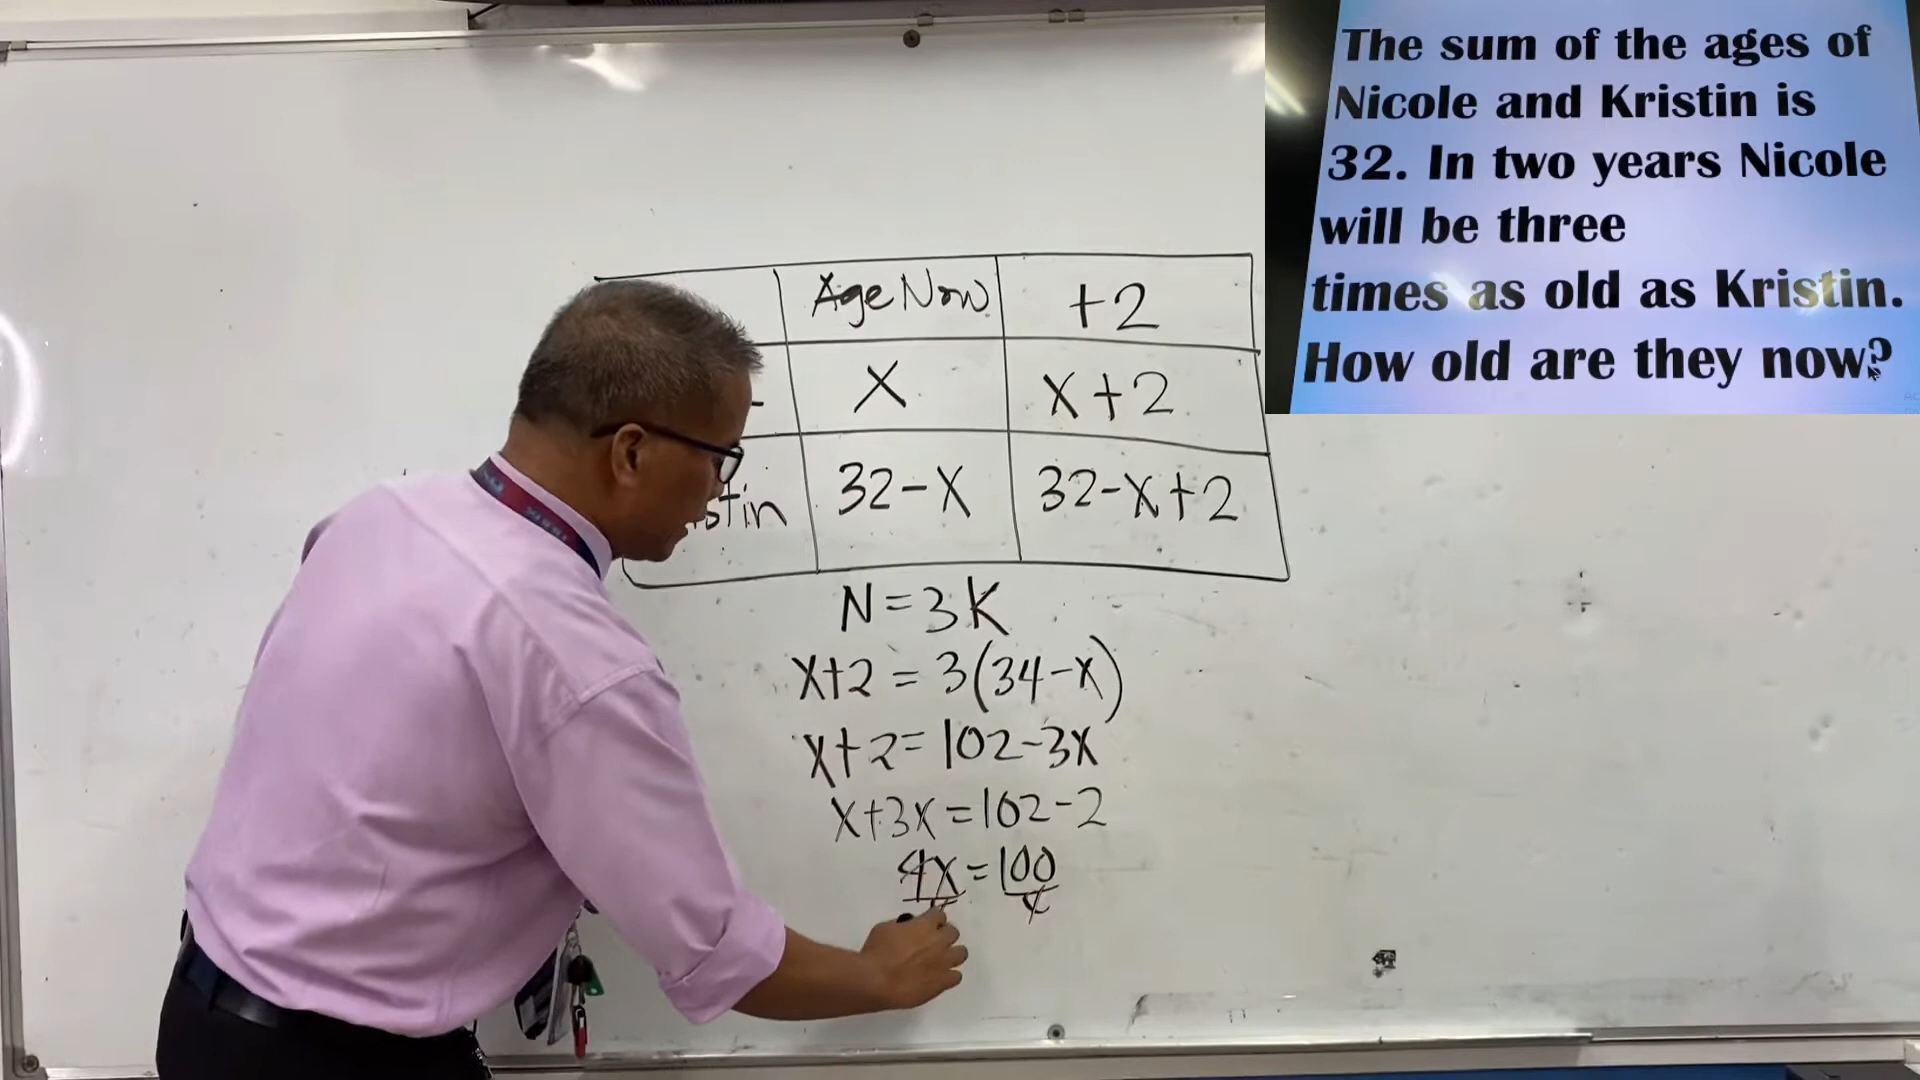 The sum of the ages of
Nicole and Kristin is
32. In two years Nicole
will be three
times as old as Kristin.
How old are they now?
Age Now +2
X X+2
stin 32-X 32-X+2
N=3K
X+2 = 3(34-X)
X+2=102-3X
X+3X=102-2
4X=100
4